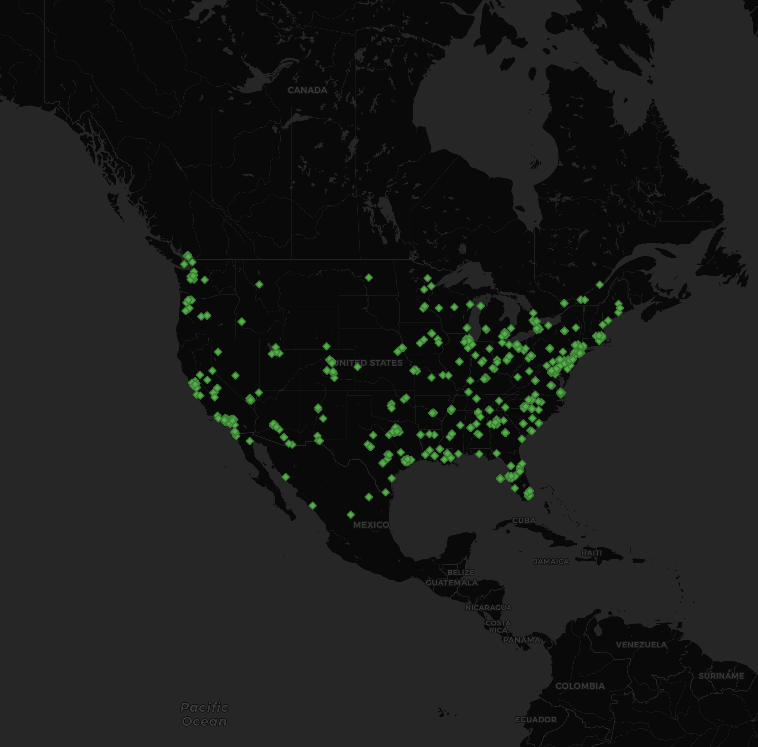 CANADA
UNITED STATES
MEXICO
CUBA
HAITI
JAMAICA
BELIZE
GUATEMALA
NICARAGUA
COSTA
RICA
PANAMA
VENEZUELA
SURINAME
COLOMBIA
Pacific
Ocean
ECUADOR